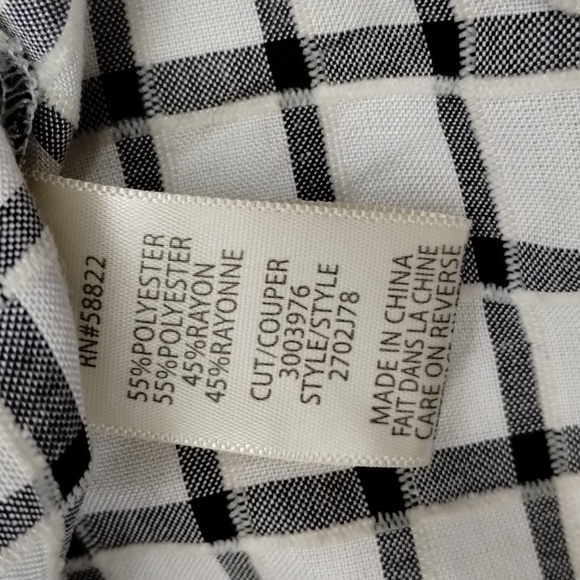 RN#58822
55%POLYESTER
55%POLYESTER
45%RAYON
45%RAYONNE
CUT/COUPER
3003976
STYLE/STYLE
2702J78
MADE IN CHINA
FAIT DANS LA CHINE
CARE ON REVERSE